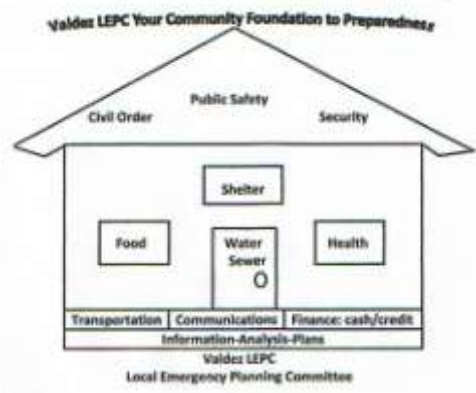 Valdez LEPC Your Community Foundation to Preparedness
Public Safety
Civil Order Security
Shelter
Food Water Health
Sewer
Transportation Communications Finance: cash/credit
Information-Analysis-Plans
Valdez LEPC
Local Emergency Planning Committee